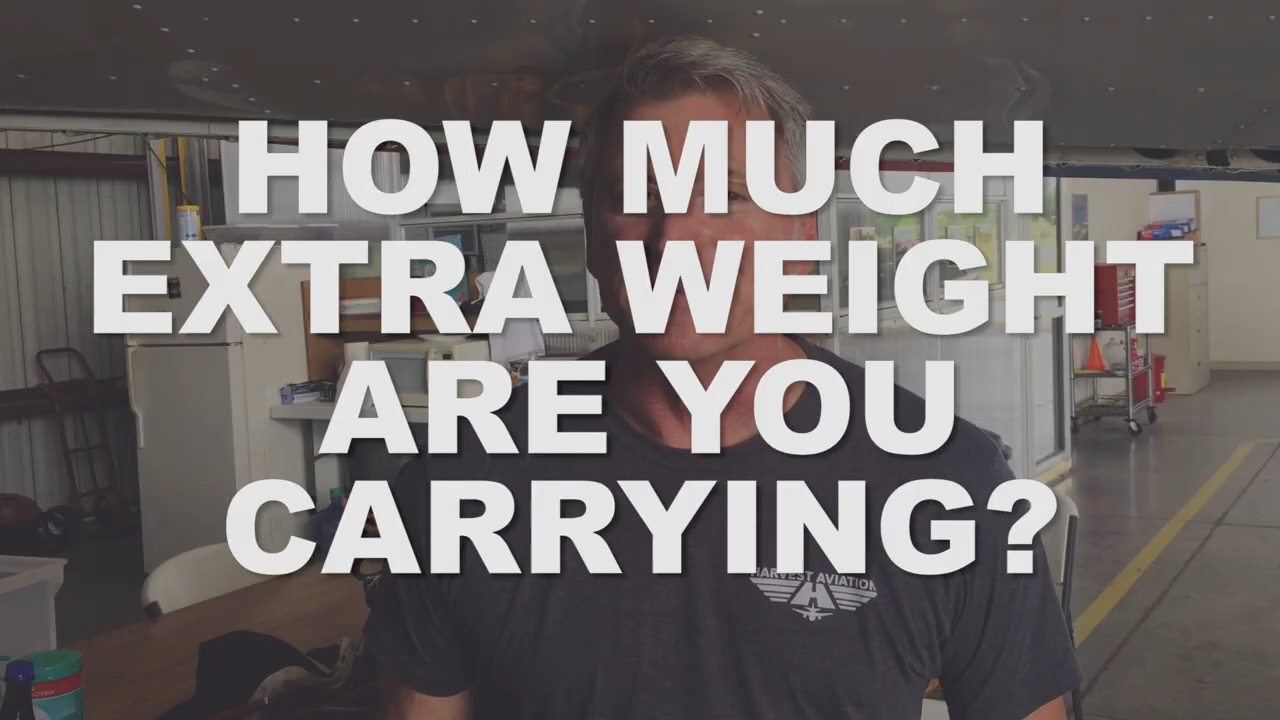 HOW MUCH
EXTRA WEIGHT
ARE YOU
CARRYING?
HARVEST AVIATION